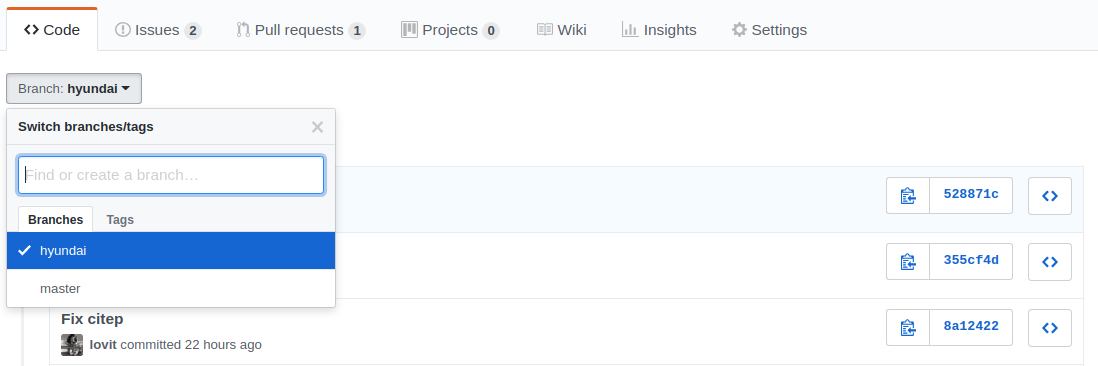 Code Issues 2 Pull requests 1 Projects 0 Wiki Insights Settings
Branch: hyundai
Switch branches/tags
Find or create a branch…
Branches Tags
528871c
hyundai
355cf4d
master
Fix citep
8a12422
lovit committed 22 hours ago